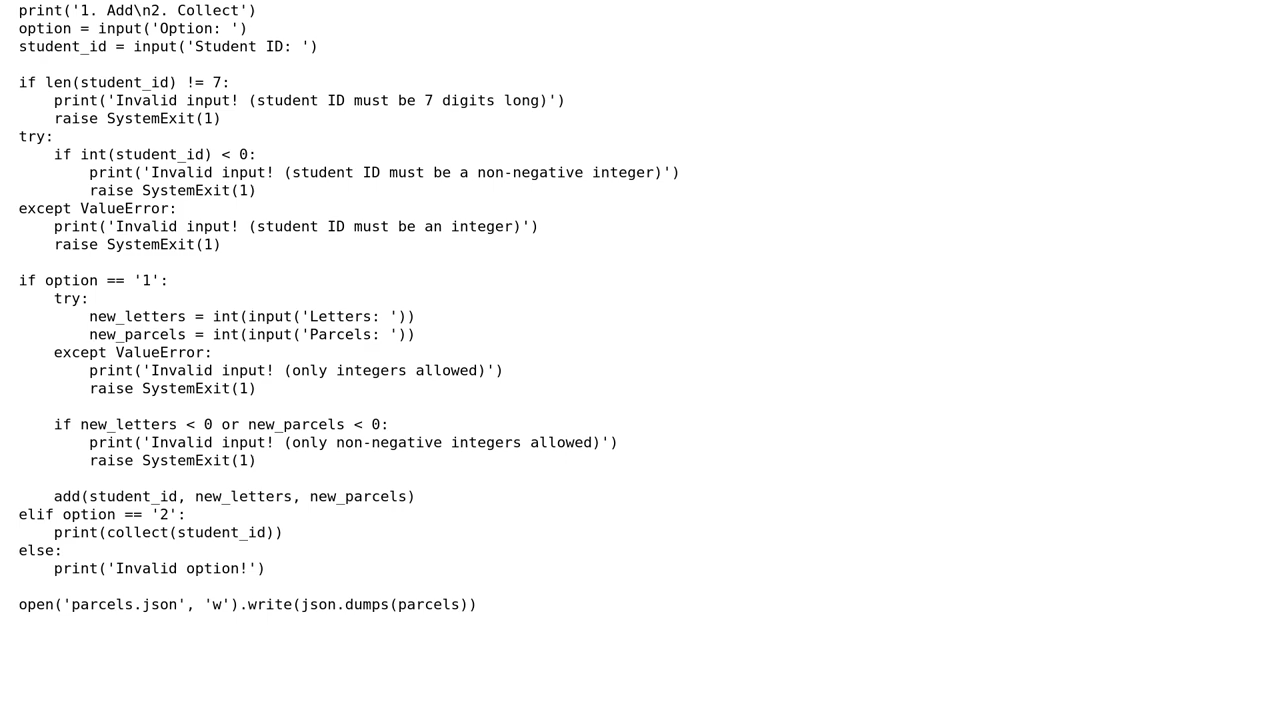 print('1. Add\n2. Collect')
option = input('Option: ')
student_id = input('Student ID: ')

if len(student_id) != 7:
    print('Invalid input! (student ID must be 7 digits long)')
    raise SystemExit(1)
try:
    if int(student_id) < 0:
        print('Invalid input! (student ID must be a non-negative integer)')
        raise SystemExit(1)
except ValueError:
    print('Invalid input! (student ID must be an integer)')
    raise SystemExit(1)

if option == '1':
    try:
        new_letters = int(input('Letters: '))
        new_parcels = int(input('Parcels: '))
    except ValueError:
        print('Invalid input! (only integers allowed)')
        raise SystemExit(1)

    if new_letters < 0 or new_parcels < 0:
        print('Invalid input! (only non-negative integers allowed)')
        raise SystemExit(1)

    add(student_id, new_letters, new_parcels)
elif option == '2':
    print(collect(student_id))
else:
    print('Invalid option!')

open('parcels.json', 'w').write(json.dumps(parcels))